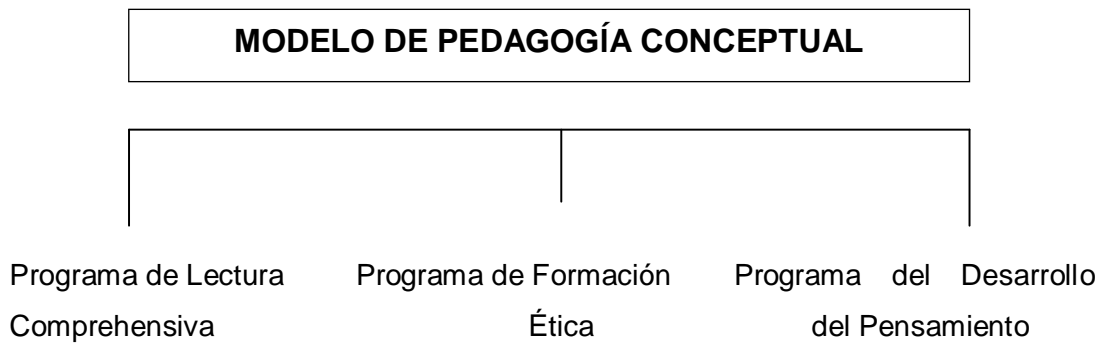 MODELO DE PEDAGOGÍA CONCEPTUAL
Programa de Lectura
Comprehensiva
Programa de Formación
Ética
Programa del Desarrollo
del Pensamiento